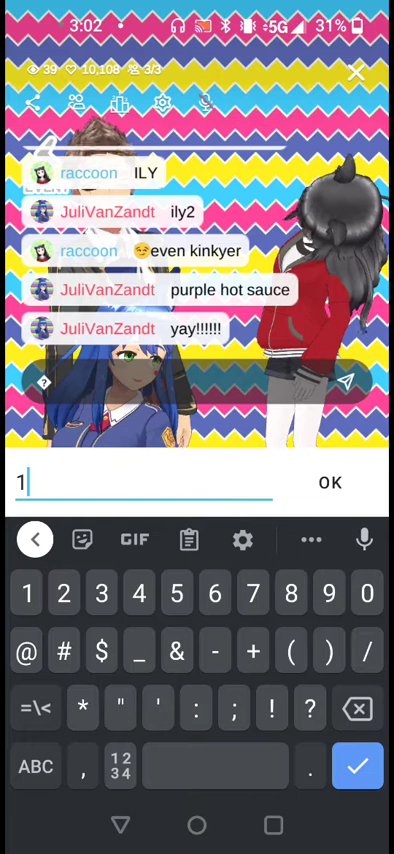 3:02
5G
31%
39
10,108
3/3
raccoon ILY
EVENT
JuliVanZandt ily2
raccoon 😏even kinkyer
JuliVanZandt purple hot sauce
JuliVanZandt yay!!!!!!
?
1
OK
GIF
1 2 3 4 5 6 7 8 9 0
@ # $ _ & - + ( ) /
=\< * " ' : ; ! ?
ABC , 12 34 .